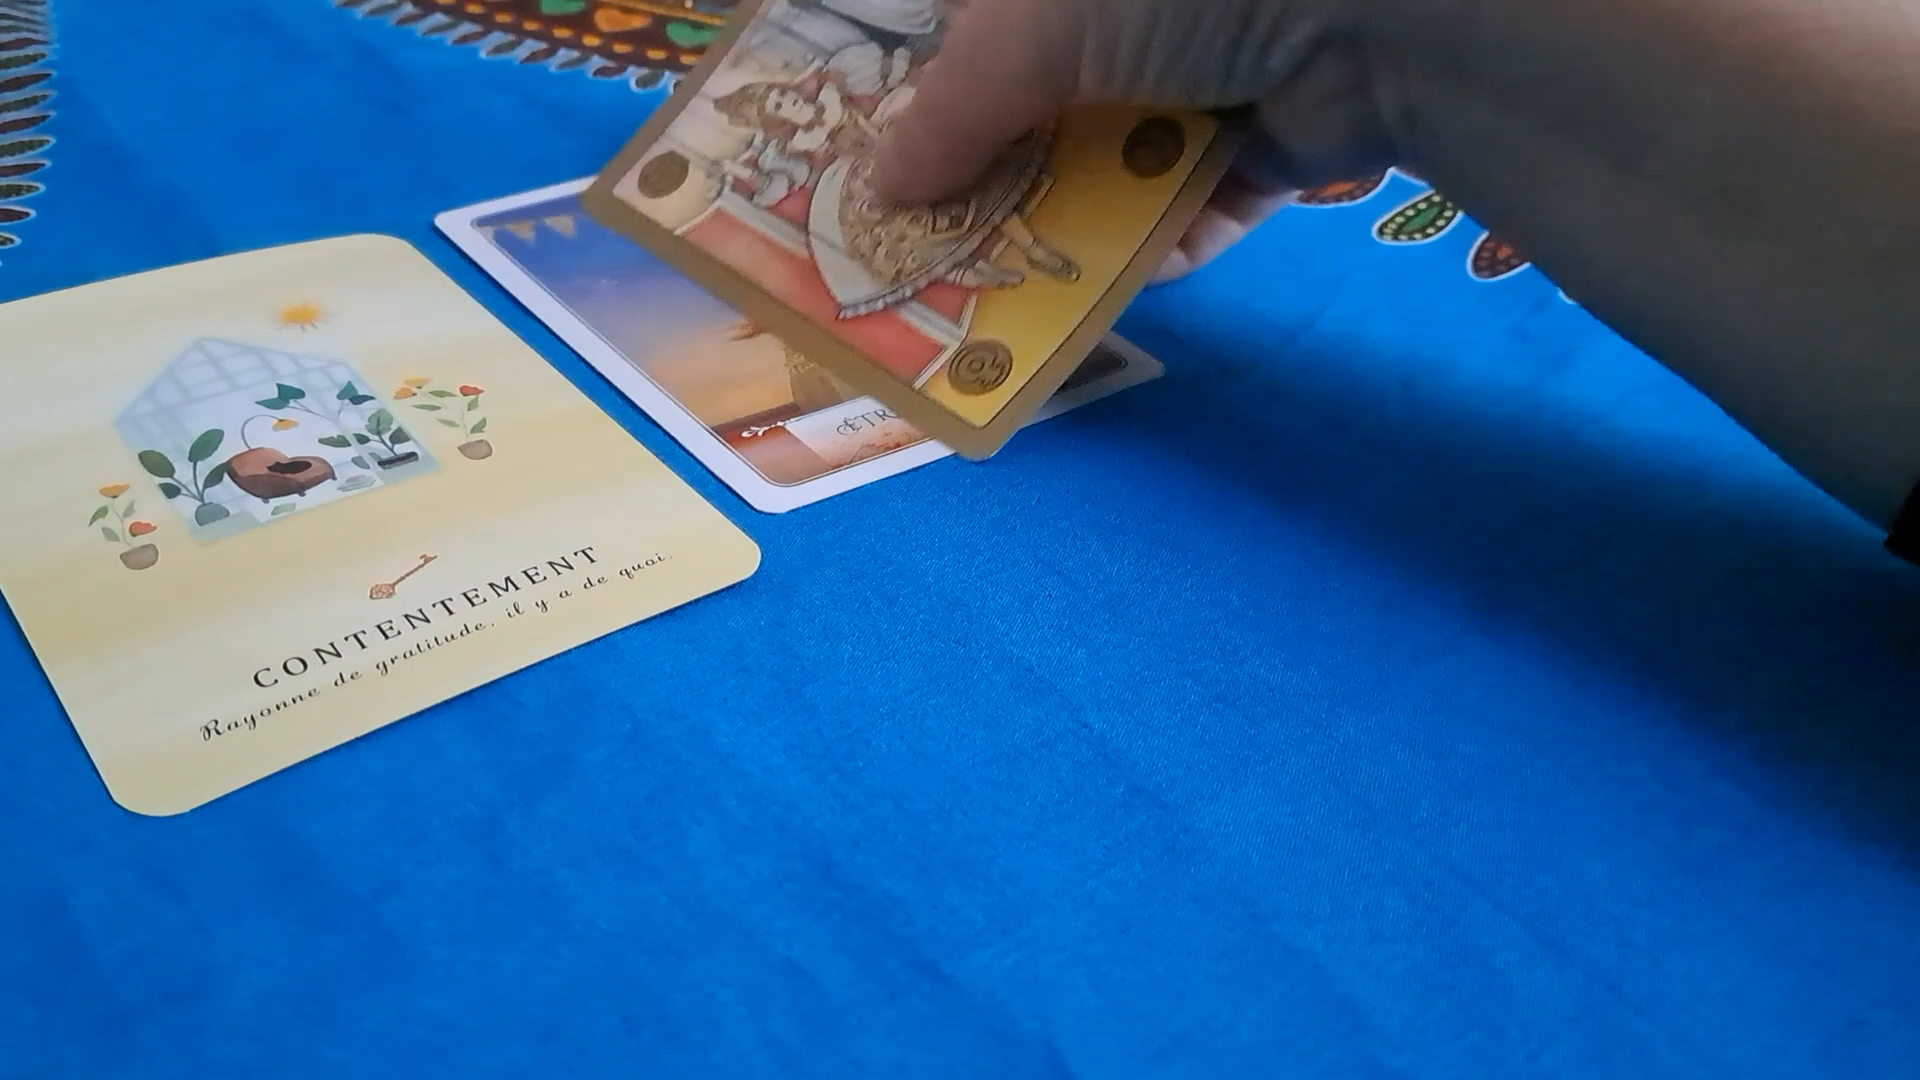 CONTENTEMENT
Rayonne de gratitude, il y a de quoi.